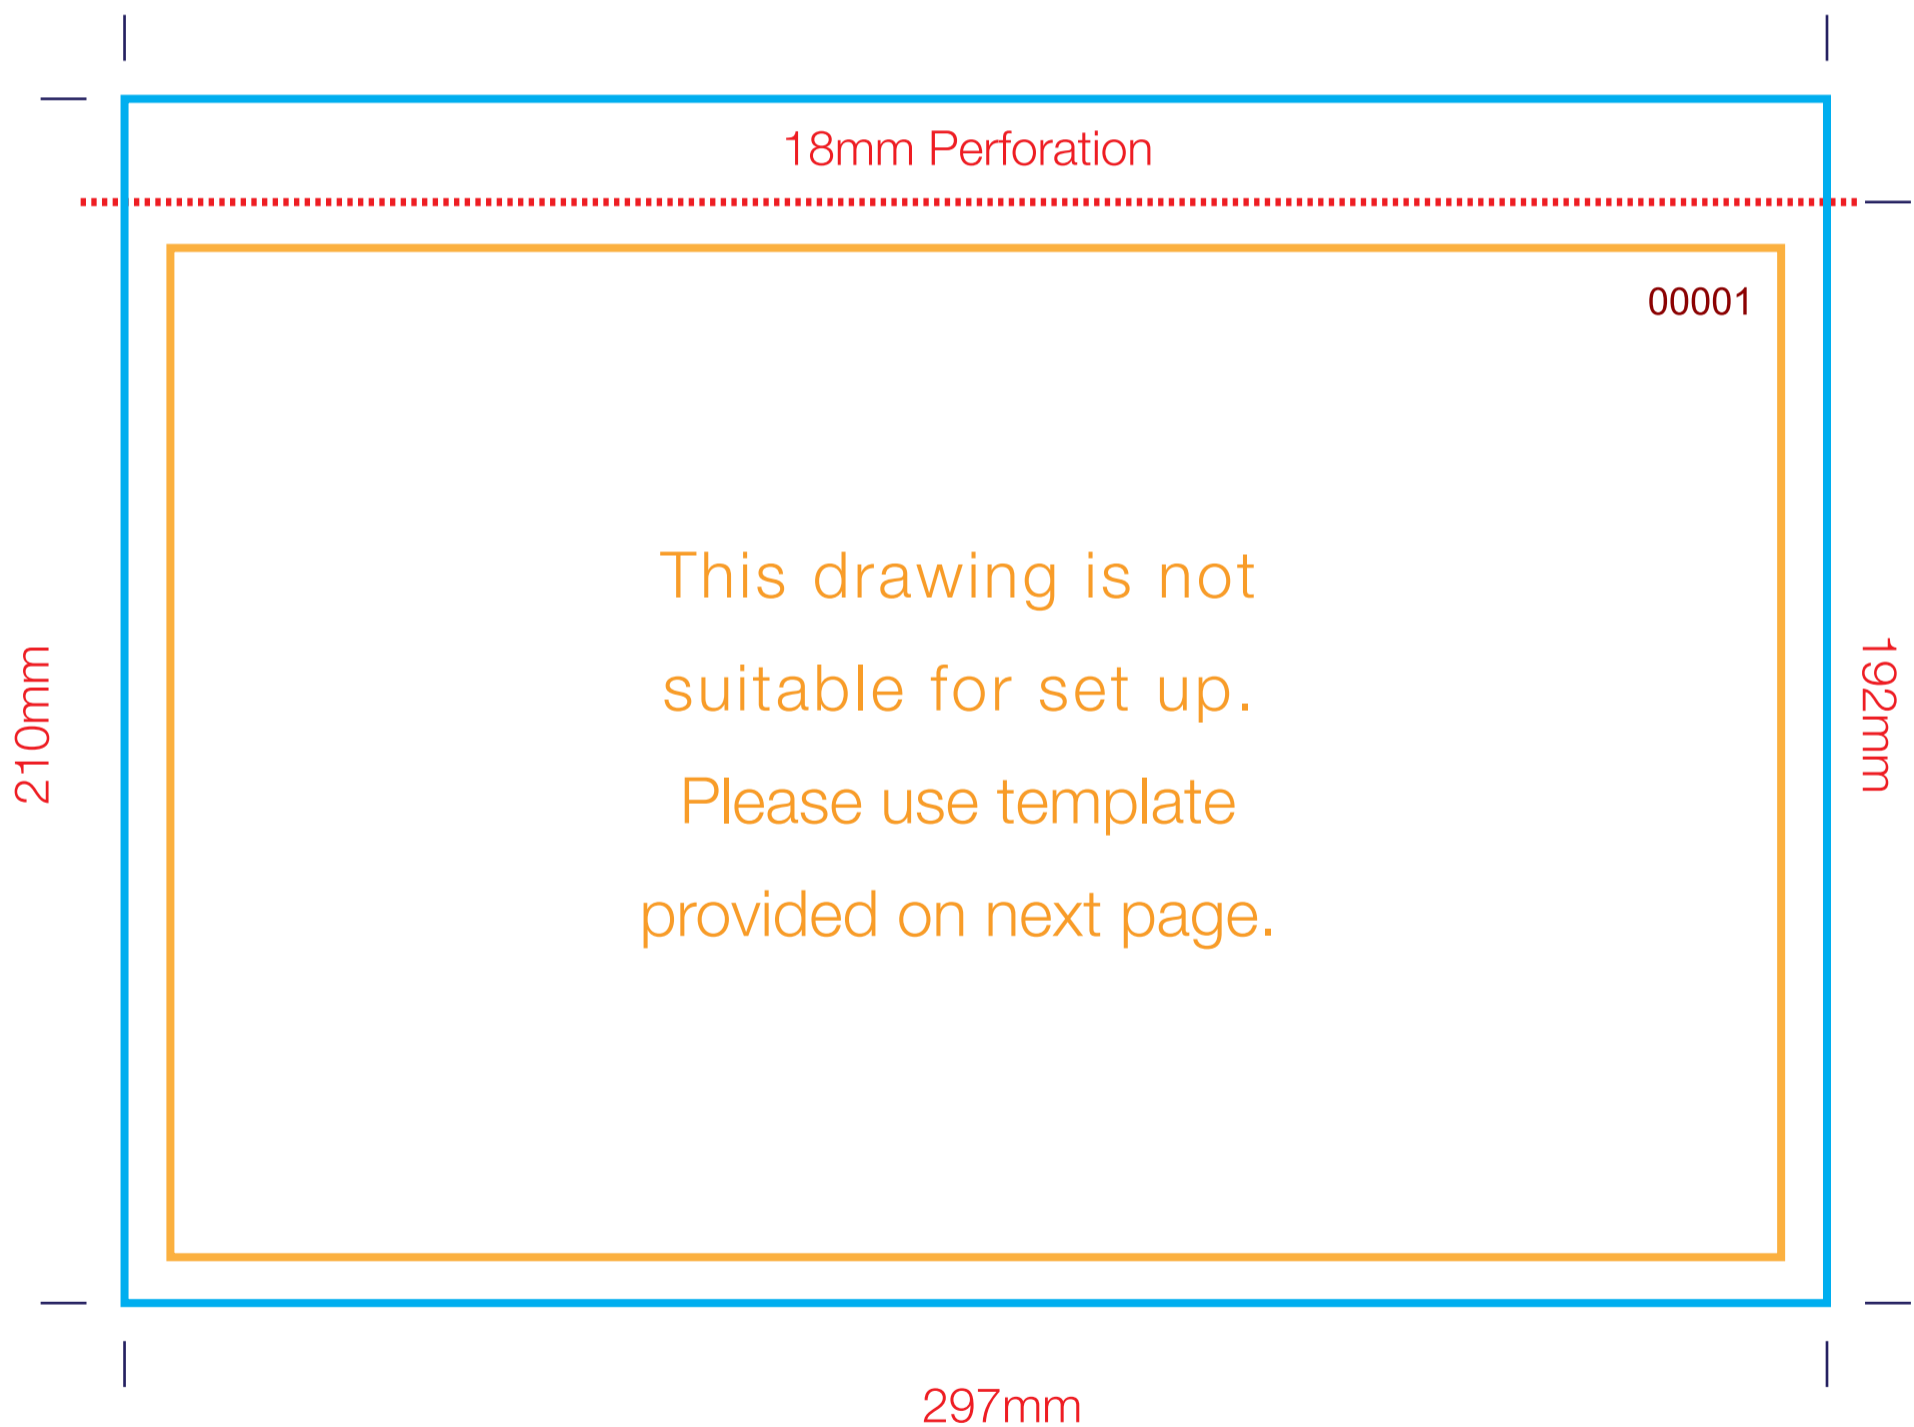 18mm Perforation
00001
This drawing is not
suitable for set up.
Please use template
provided on next page.
210mm
192mm
297mm